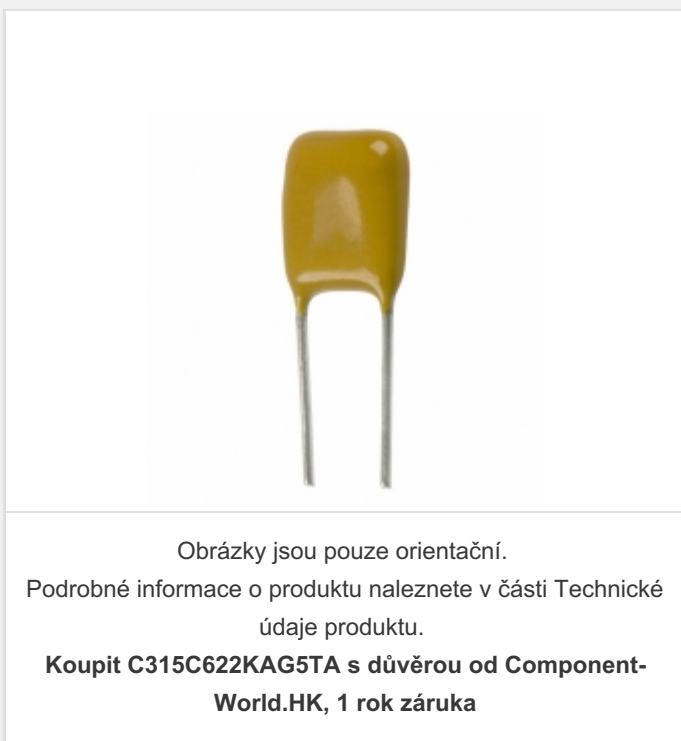 Obrázky jsou pouze orientační.
Podrobné informace o produktu naleznete v části Technické
údaje produktu.
Koupit C315C622KAG5TA s důvěrou od Component-
World.HK, 1 rok záruka